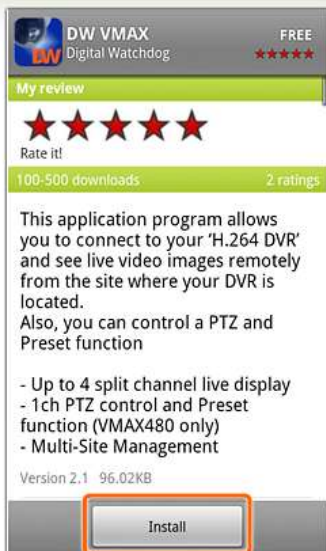 DW VMAX
FREE
DW
Digital Watchdog
My review
Rate it!
100-500 downloads
2 ratings
This application program allows
you to connect to your 'H.264 DVR'
and see live video images remotely
from the site where your DVR is
located.
Also, you can control a PTZ and
Preset function
- Up to 4 split channel live display
- 1ch PTZ control and Preset
function (VMAX480 only)
- Multi-Site Management
Version 2.1 96.02KB
Install